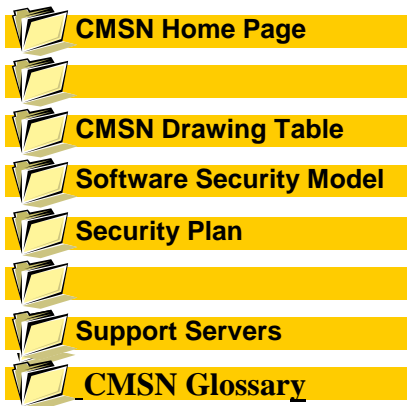 CMSN Home Page
CMSN Drawing Table
Software Security Model
Security Plan
Support Servers
CMSN Glossary